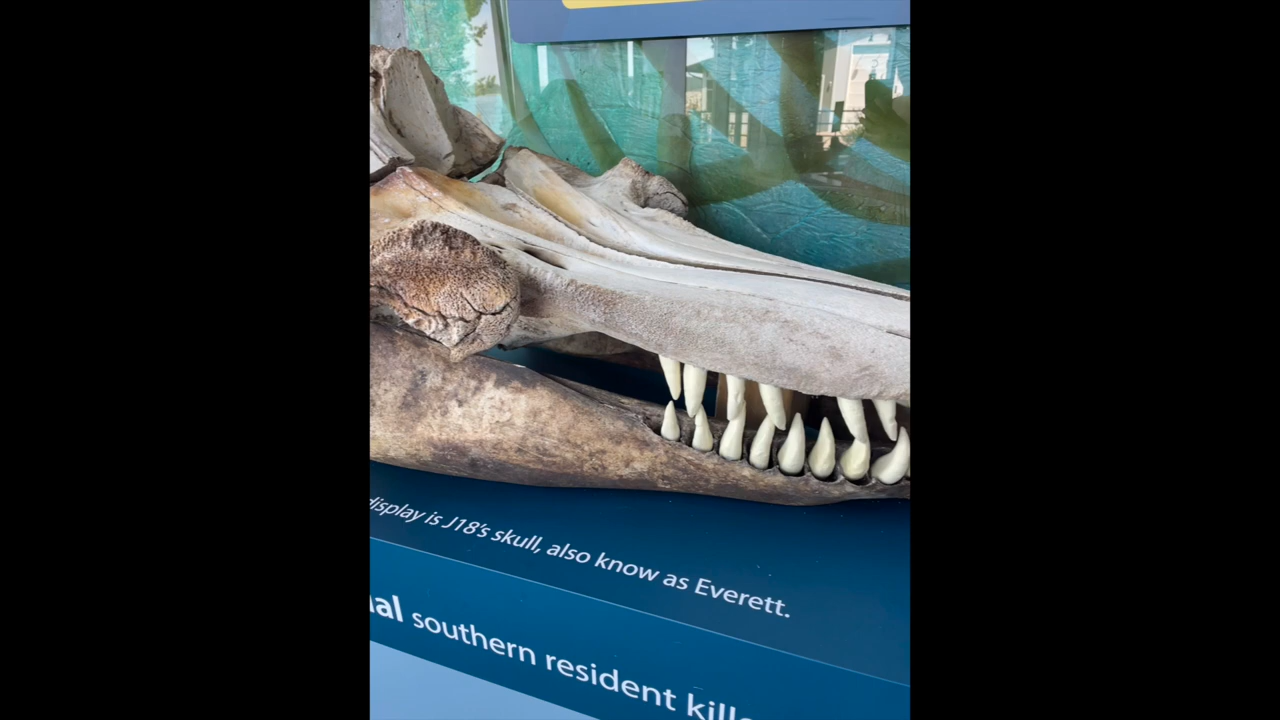 display is J18's skull, also know as Everett.
al southern resident kill